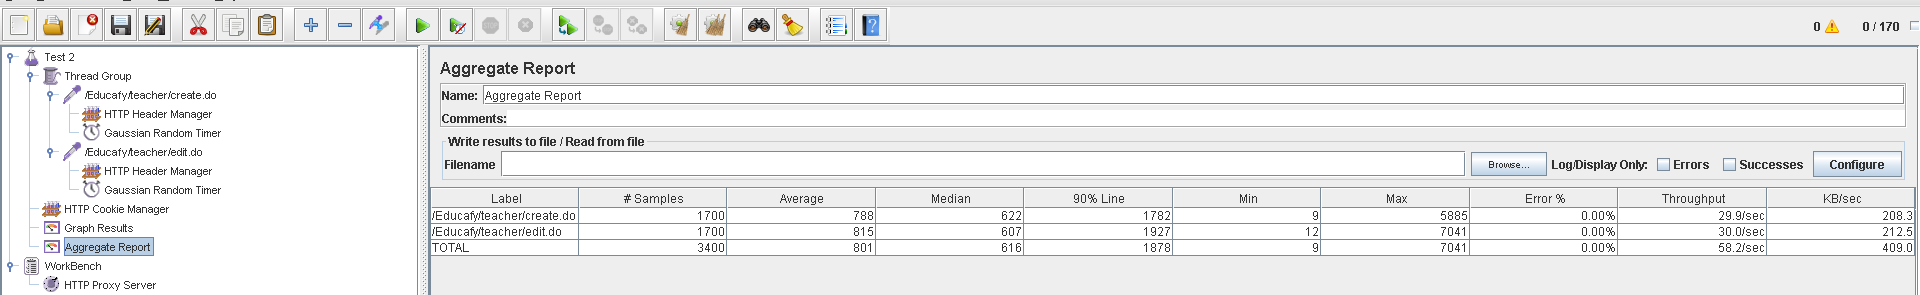 0 0 / 170
Test 2
Thread Group
/Educafy/teacher/create.do
HTTP Header Manager
Gaussian Random Timer
/Educafy/teacher/edit.do
HTTP Header Manager
Gaussian Random Timer
HTTP Cookie Manager
Graph Results
Aggregate Report
WorkBench
HTTP Proxy Server
Aggregate Report
Name: Aggregate Report
Comments:
Write results to file / Read from file
Filename Browse... Log/Display Only: Errors Successes Configure
Label # Samples Average Median 90% Line Min Max Error % Throughput KB/sec
/Educafy/teacher/create.do 1700 788 622 1782 9 5885 0.00% 29.9/sec 208.3
/Educafy/teacher/edit.do 1700 815 607 1927 12 7041 0.00% 30.0/sec 212.5
TOTAL 3400 801 616 1878 9 7041 0.00% 58.2/sec 409.0